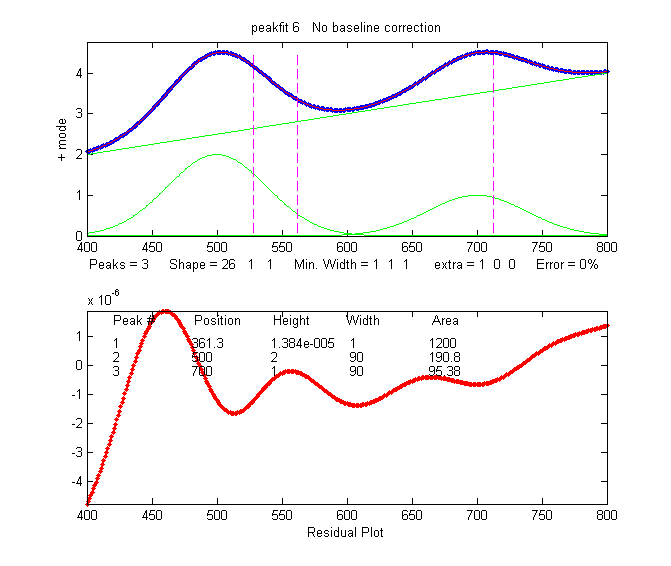 peakfit 6   No baseline correction
4
3
2
1
0
+ mode
400 450 500 550 600 650 700 750 800
Peaks = 3   Shape = 26   1   1   Min. Width = 1   1   1   extra = 1   0   0   Error = 0%
x 10-6
Peak # Position Height Width Area
1 361.3 1.384e-005 1 1200
2 500 2 90 190.8
3 700 1 90 95.38
1
0
-1
-2
-3
-4
400 450 500 550 600 650 700 750 800
Residual Plot